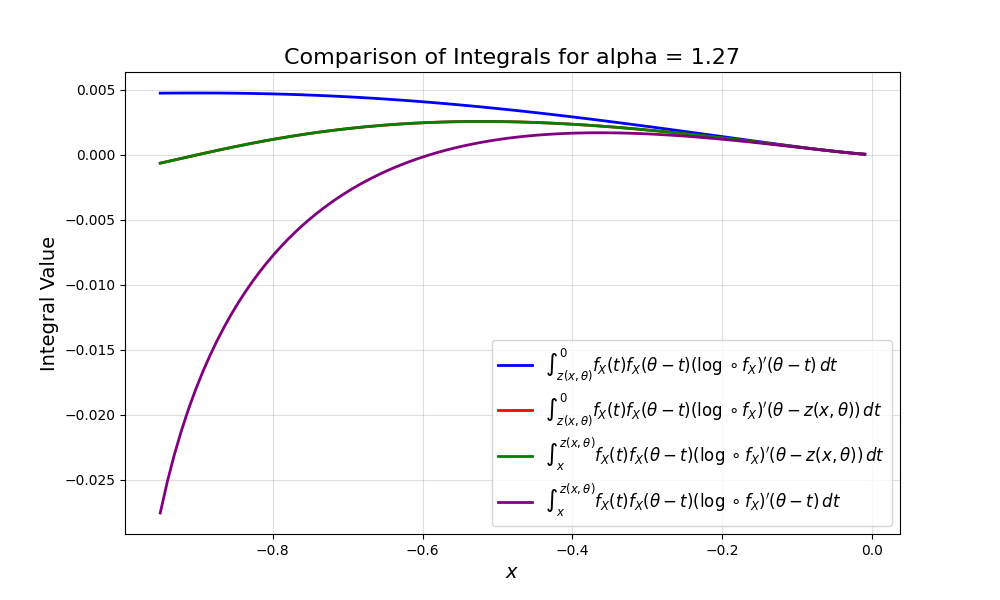 Comparison of Integrals for alpha = 1.27
Integral Value
0.005
0.000
−0.005
−0.010
−0.015
−0.020
−0.025
∫_{z(x, θ)}^{0} f_X(t)f_X(θ − t)(log ∘ f_X)′(θ − t) dt
∫_{z(x, θ)}^{0} f_X(t)f_X(θ − t)(log ∘ f_X)′(θ − z(x, θ)) dt
∫_{x}^{z(x, θ)} f_X(t)f_X(θ − t)(log ∘ f_X)′(θ − z(x, θ)) dt
∫_{x}^{z(x, θ)} f_X(t)f_X(θ − t)(log ∘ f_X)′(θ − t) dt
−0.8 −0.6 −0.4 −0.2 0.0
x